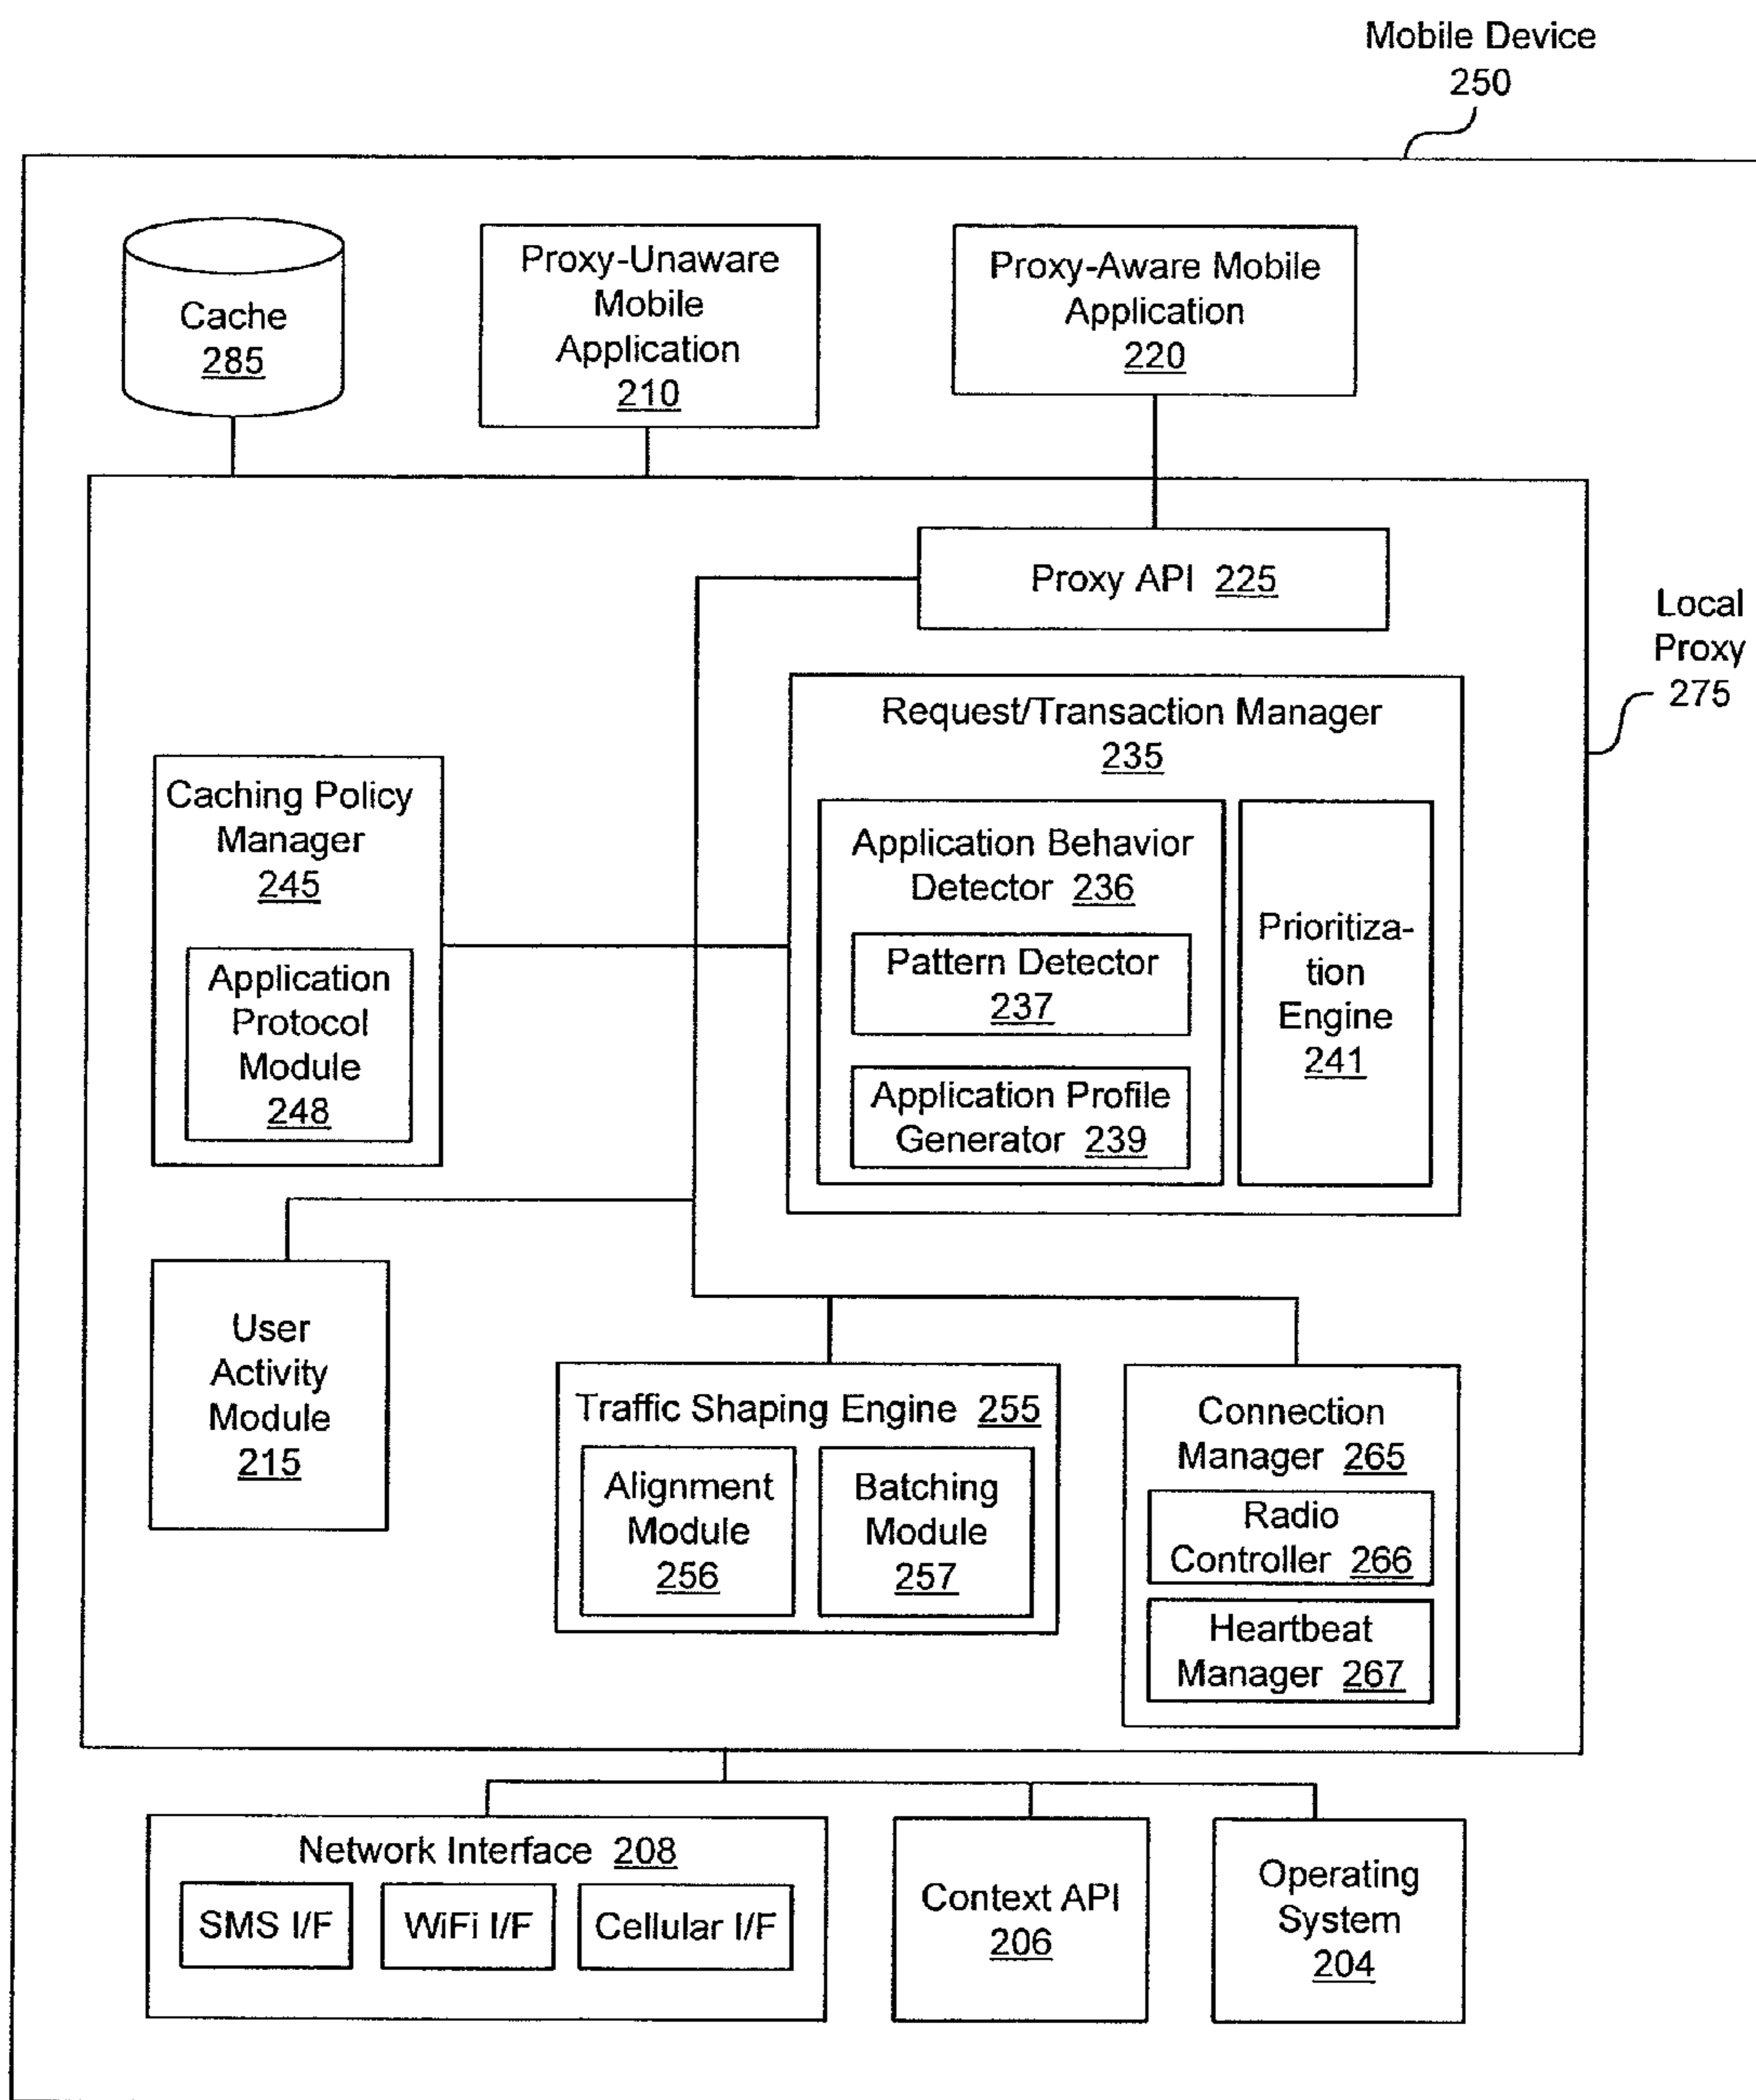 Mobile Device
250
Cache
285
Proxy-Unaware
Mobile
Application
210
Proxy-Aware Mobile
Application
220
Proxy API 225
Local
Proxy
275
Request/Transaction Manager
235
Caching Policy
Manager
245
Application
Protocol
Module
248
Application Behavior
Detector 236
Pattern Detector
237
Application Profile
Generator 239
Prioritiza-
tion
Engine
241
User
Activity
Module
215
Traffic Shaping Engine 255
Alignment
Module
256
Batching
Module
257
Connection
Manager 265
Radio
Controller 266
Heartbeat
Manager 267
Network Interface 208
SMS I/F
WiFi I/F
Cellular I/F
Context API
206
Operating
System
204